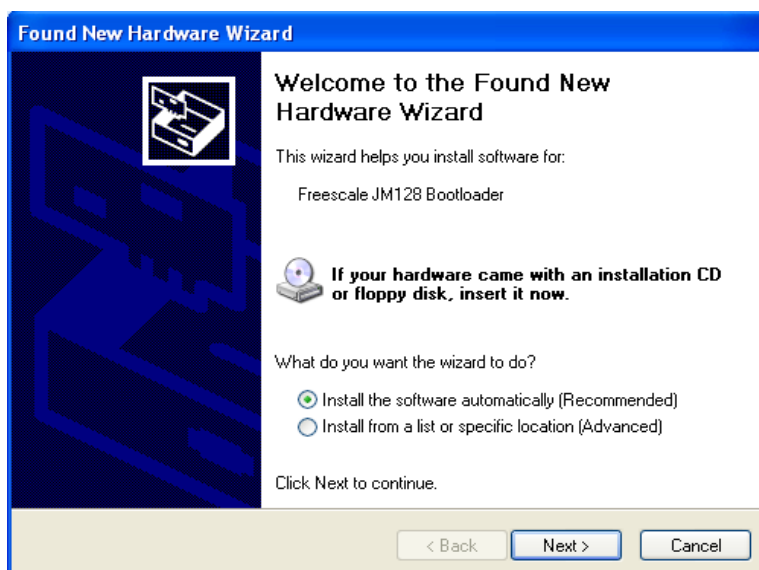 Found New Hardware Wizard
Welcome to the Found New
Hardware Wizard
This wizard helps you install software for:
Freescale JM128 Bootloader
If your hardware came with an installation CD
or floppy disk, insert it now.
What do you want the wizard to do?
Install the software automatically (Recommended)
Install from a list or specific location (Advanced)
Click Next to continue.
< Back Next > Cancel